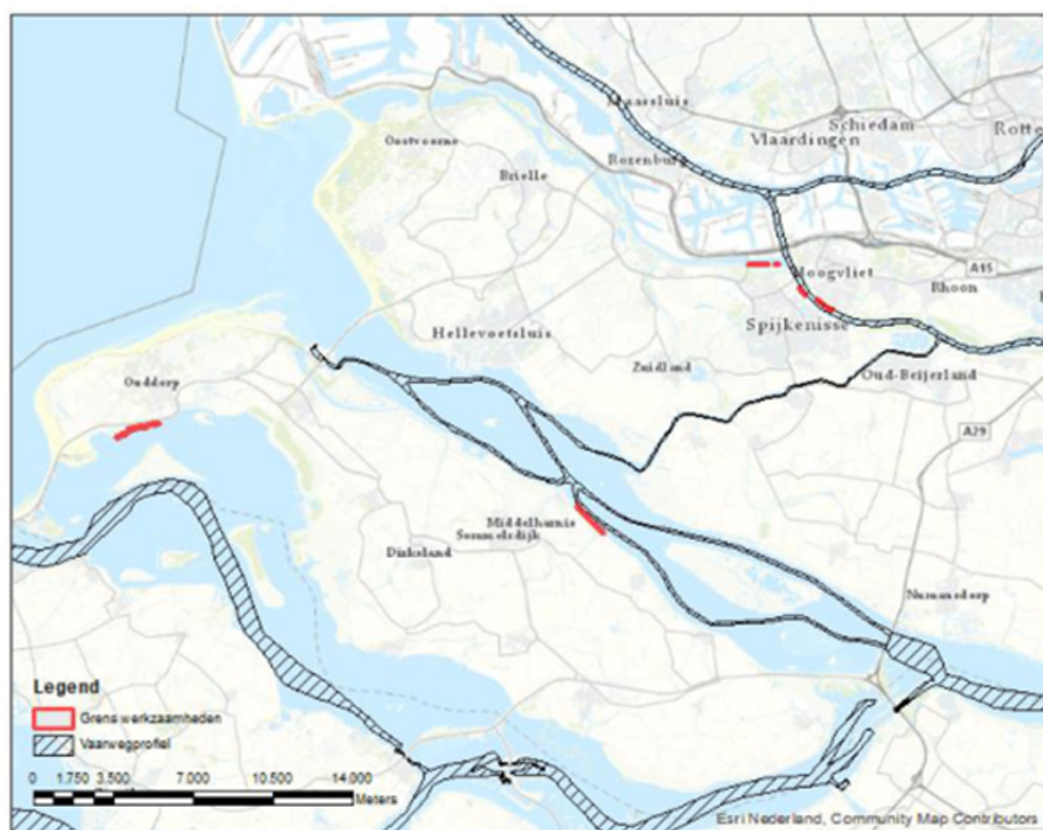 Maassluis
Schiedam
Vlaardingen
Rotte
Oostvoorne
Rozenburg
Brielle
Hoogvliet
A15
Rhoon
Spijkenisse
Hellevoetsluis
Zuidland
Oud-Beijerland
Ouddorp
A29
Middelharnis
Sommelsdijk
Dirksland
Numansdorp
Legend
Grens werkzaamheden
Vaarwegprofiel
0 1.750 3.500 7.000 10.500 14.000
Meters
Esri Nederland, Community Map Contributors